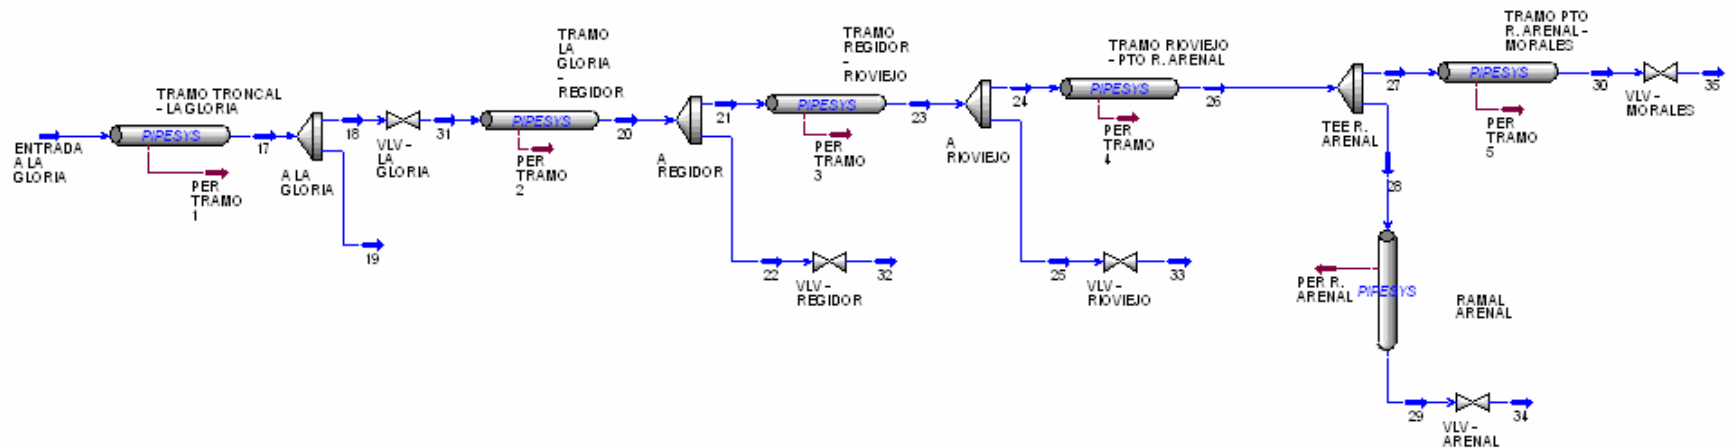 ENTRADA
A LA
GLORIA
TRAMO TRONCAL
- LA GLORIA
PIPESYS
PER
TRAMO
1
17
A LA
GLORIA
18
19
VLV -
LA
GLORIA
31
TRAMO
LA
GLORIA
-
REGIDOR
PIPESYS
PER
TRAMO
2
20
A
REGIDOR
21
22
VLV -
REGIDOR
32
TRAMO
REGIDOR
-
RIOVIEJO
PIPESYS
PER
TRAMO
3
23
A
RIOVIEJO
24
25
VLV -
RIOVIEJO
33
TRAMO RIOVIEJO
- PTO R. ARENAL
PIPESYS
PER
TRAMO
4
26
TEE R.
ARENAL
27
28
TRAMO PTO
R. ARENAL -
MORALES
PIPESYS
PER
TRAMO
5
30
VLV -
MORALES
35
PER R.
ARENAL
PIPESYS
RAMAL
ARENAL
29
VLV -
ARENAL
34